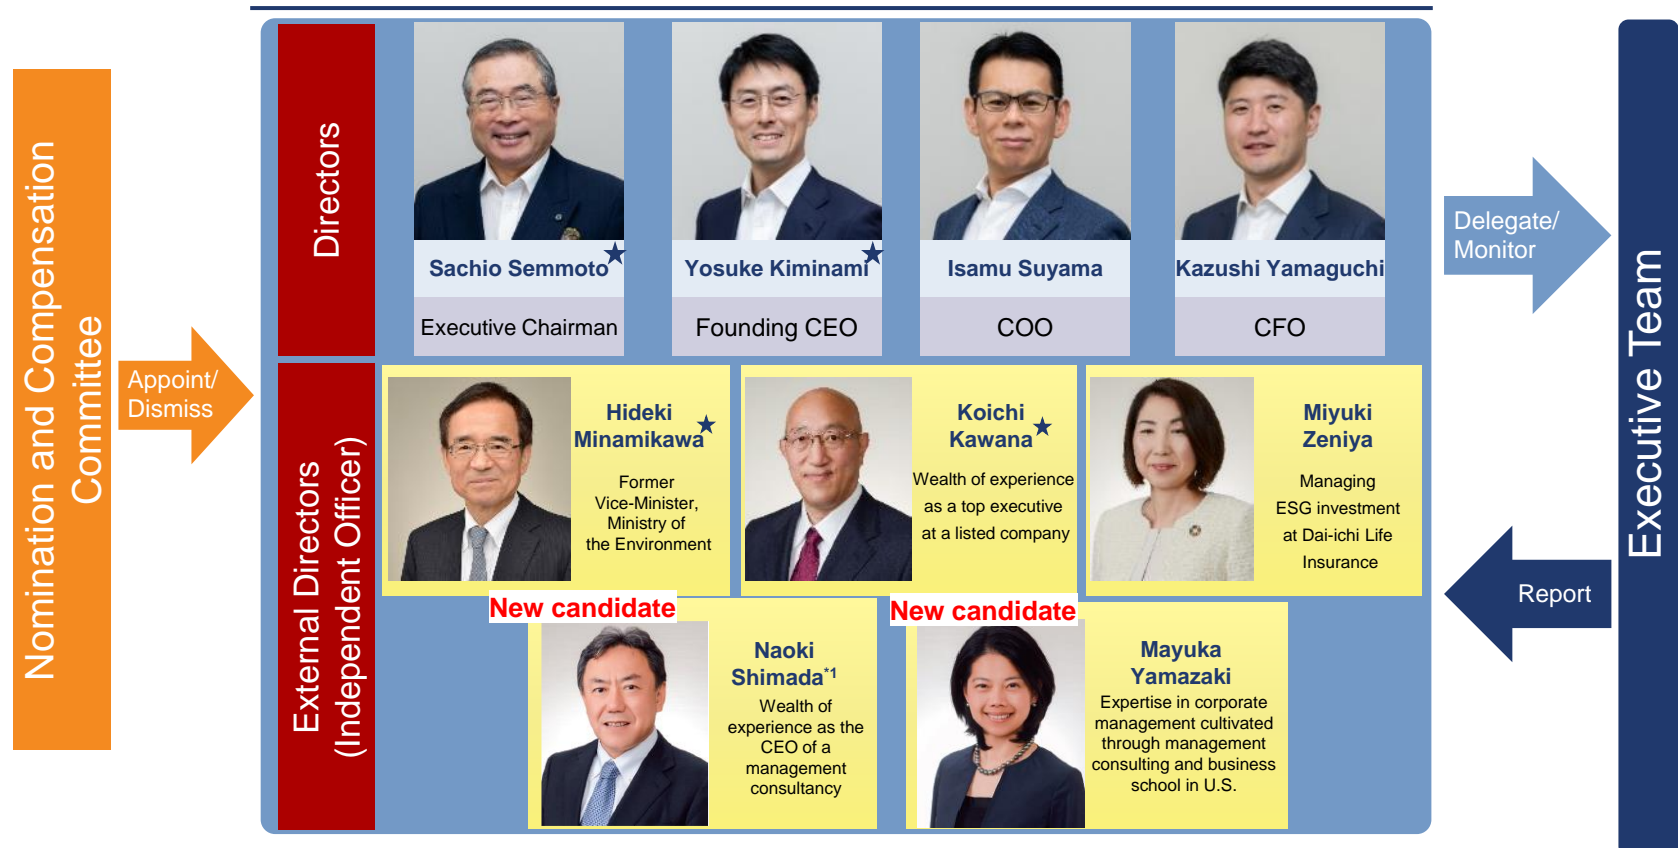 Nomination and Compensation
Committee
Appoint/
Dismiss
Directors
Sachio Semmoto★
Executive Chairman
Yosuke Kiminami★
Founding CEO
Isamu Suyama
COO
Kazushi Yamaguchi
CFO
External Directors
(Independent Officer)
Hideki
Minamikawa★
Former
Vice-Minister,
Ministry of
the Environment
Koichi
Kawana★
Wealth of experience
as a top executive
at a listed company
Miyuki
Zeniya
Managing
ESG investment
at Dai-ichi Life
Insurance
New candidate
Naoki
Shimada*1
Wealth of
experience as the
CEO of a
management
consultancy
New candidate
Mayuka
Yamazaki
Expertise in corporate
management cultivated
through management
consulting and business
school in U.S.
Delegate/
Monitor
Report
Executive Team